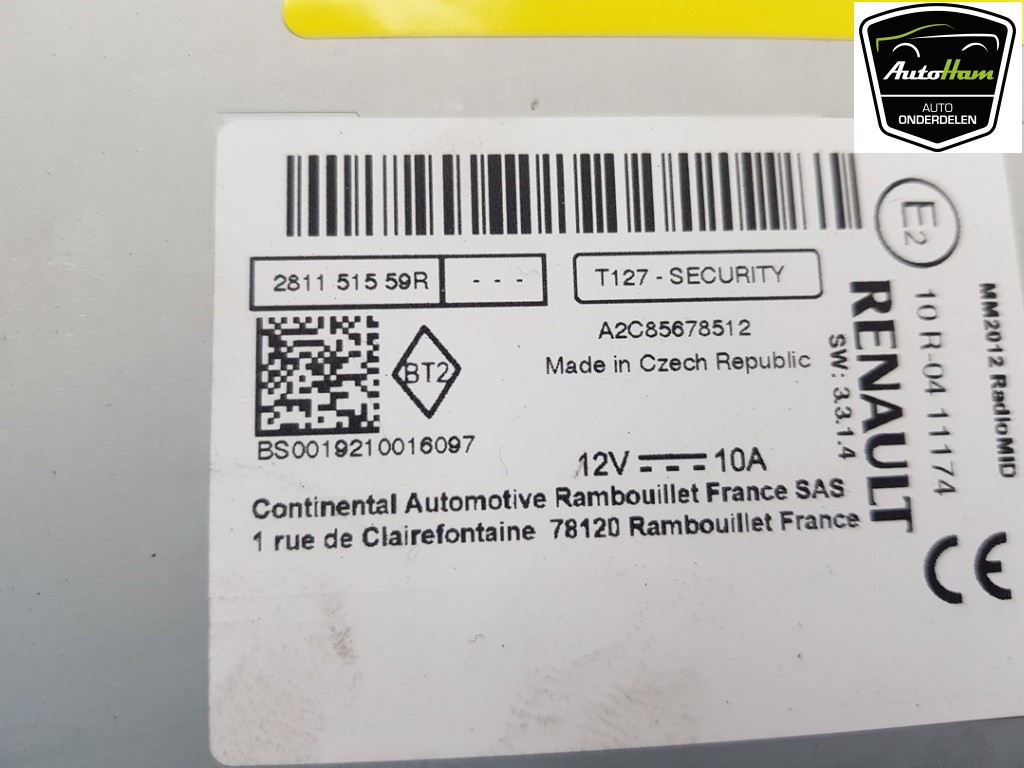 AutoHam
AUTO
ONDERDELEN
2811 515 59R - - -
T127 - SECURITY
E2
A2C85678512
Made in Czech Republic
BT2
BS0019210016097
12V 10A
Continental Automotive Rambouillet France SAS
1 rue de Clairefontaine 78120 Rambouillet France
SW: 3.3.1.4
RENAULT
10 R-04 11174
MM2012 RadioMID
CE